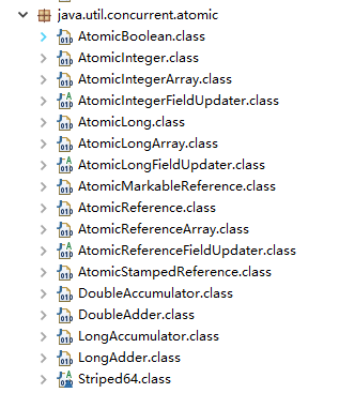 java.util.concurrent.atomic
AtomicBoolean.class
AtomicInteger.class
AtomicIntegerArray.class
AtomicIntegerFieldUpdater.class
AtomicLong.class
AtomicLongArray.class
AtomicLongFieldUpdater.class
AtomicMarkableReference.class
AtomicReference.class
AtomicReferenceArray.class
AtomicReferenceFieldUpdater.class
AtomicStampedReference.class
DoubleAccumulator.class
DoubleAdder.class
LongAccumulator.class
LongAdder.class
Striped64.class